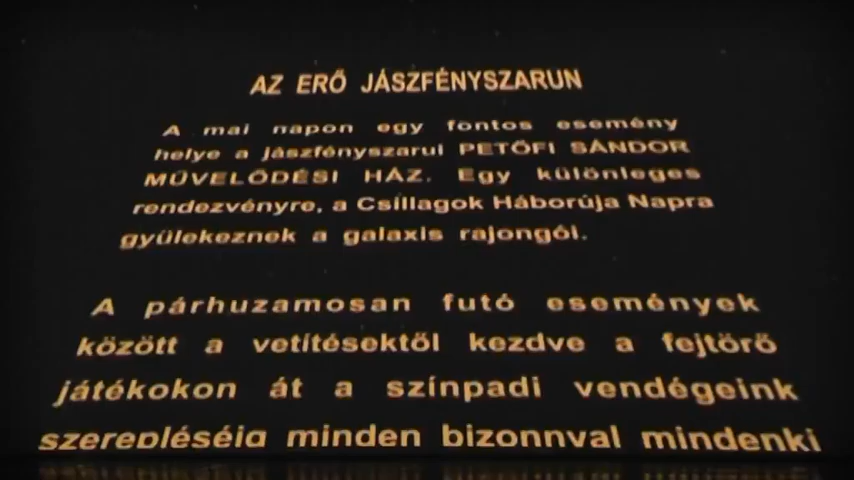 AZ ERŐ JÁSZFÉNYSZARUN
A mai napon egy fontos esemény
helye a jászfényszarui PETŐFI SÁNDOR
MŰVELŐDÉSI HÁZ. Egy különleges
rendezvényre, a Csillagok Háborúja Napra
gyülekeznek a galaxis rajongói.
A párhuzamosan futó események
között a vetítésektől kezdve a fejtörő
játékokon át a színpadi vendégeink
szerepléséig minden bizonnyal mindenki